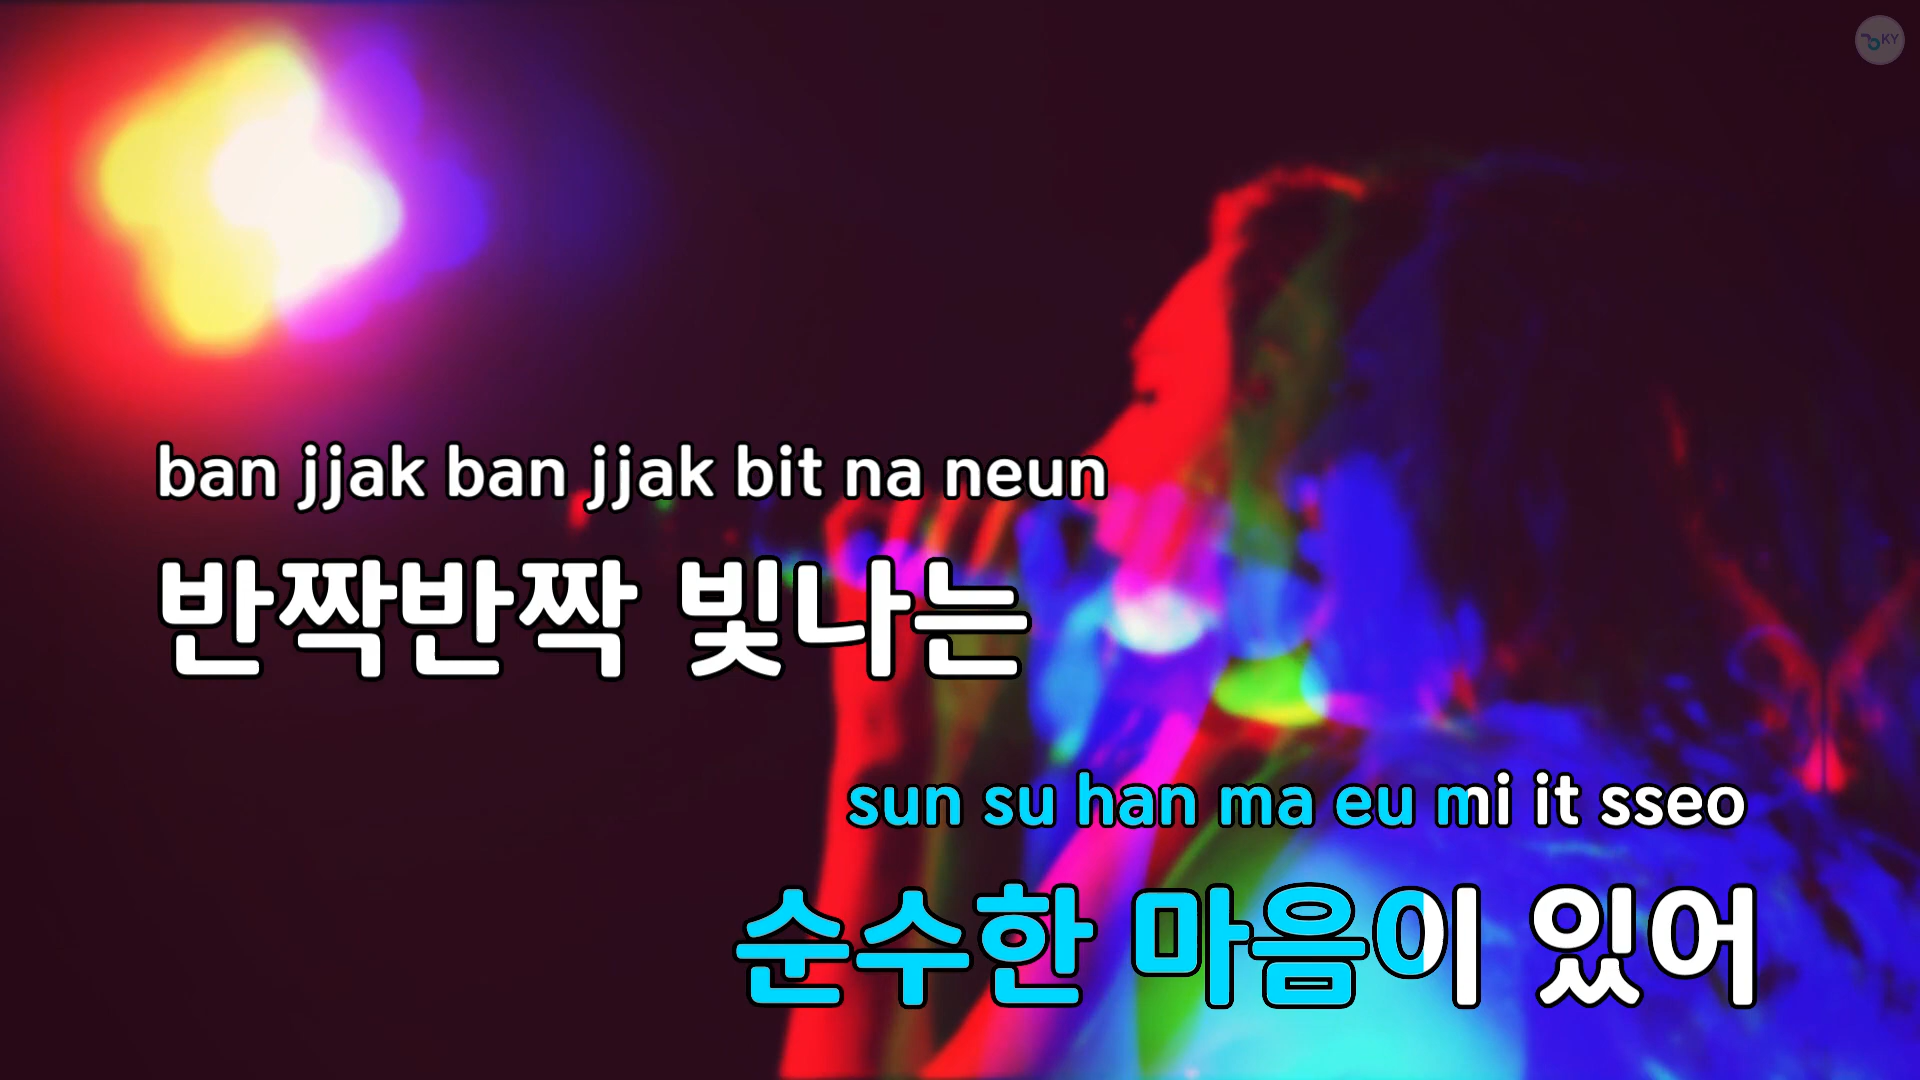 KY
ban jjak ban jjak bit na neun
반짝반짝 빛나는
sun su han ma eu mi it sseo
순수한 마음이 있어